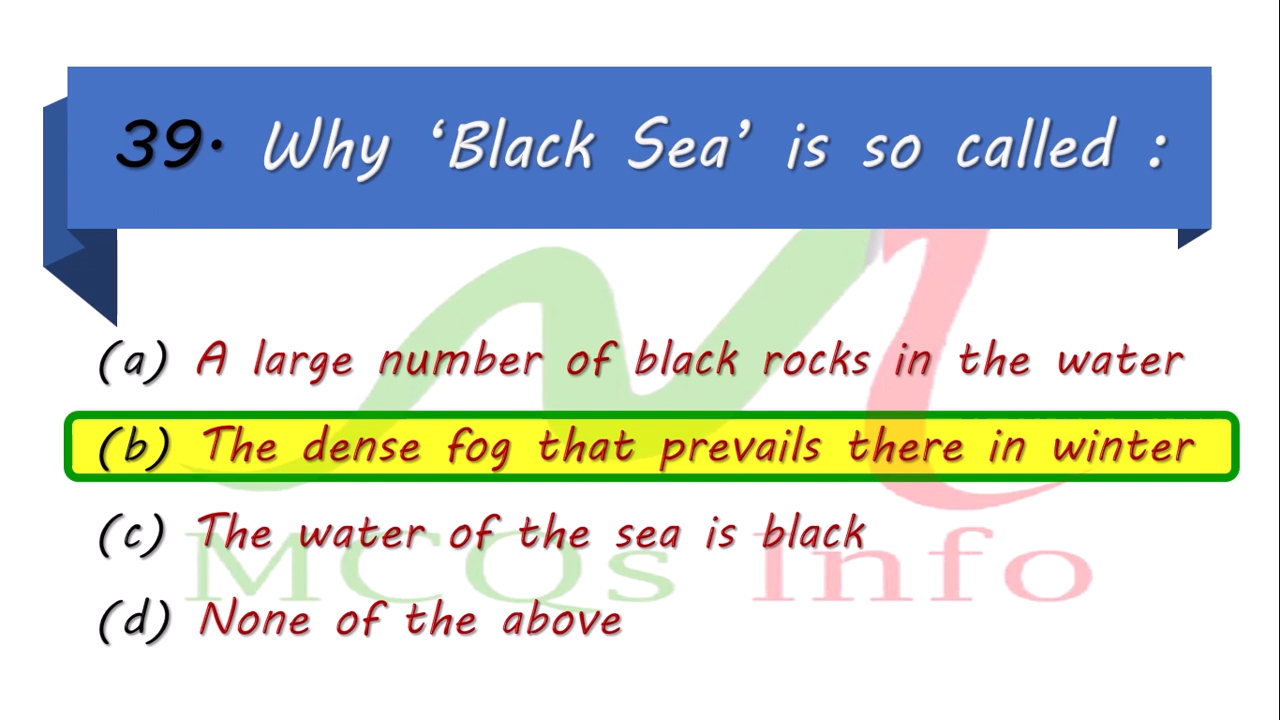 39. Why ‘Black Sea’ is so called :
(a) A large number of black rocks in the water
(b) The dense fog that prevails there in winter
(c) The water of the sea is black
(d) None of the above
MCQs Info